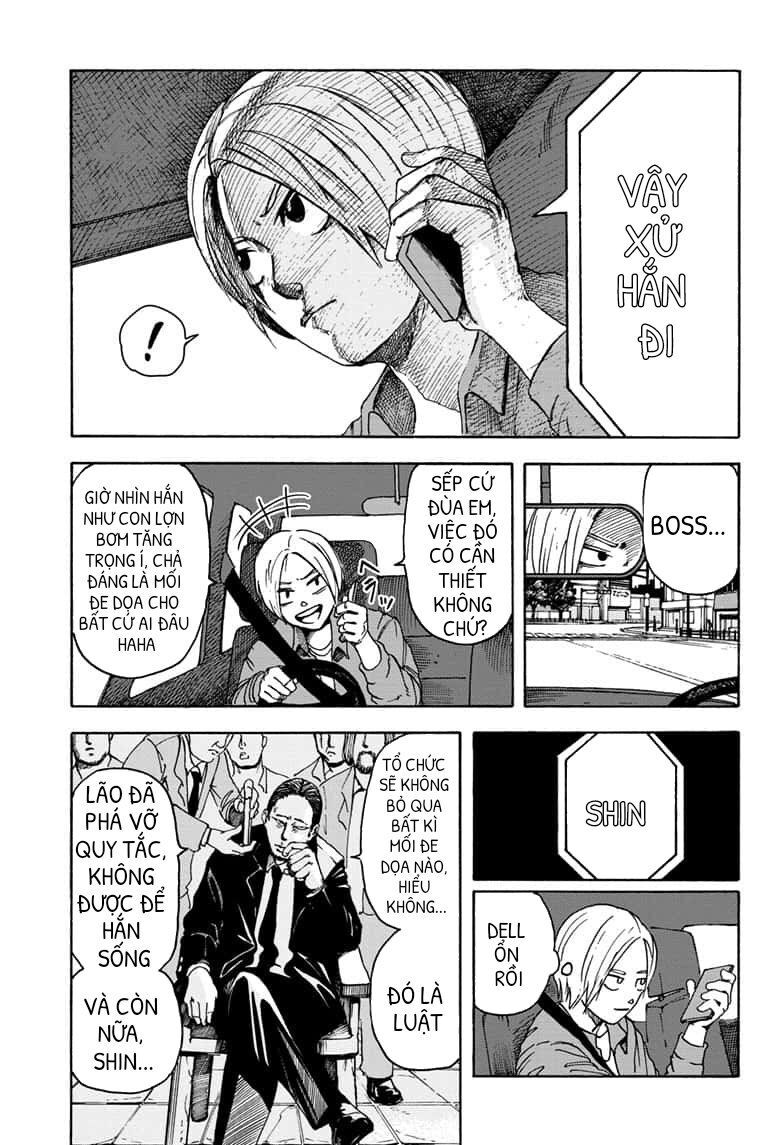 VẬY
XỬ
HẮN
ĐI
!
BOSS...
SẾP CỨ
ĐÙA EM,
VIỆC ĐÓ
CÓ CẦN
THIẾT
KHÔNG
CHỨ?
GIỜ NHÌN HẮN
NHƯ CON LỢN
BƠM TĂNG
TRỌNG Í, CHẢ
ĐÁNG LÀ MỐI
ĐE DỌA CHO
BẤT CỨ AI ĐÂU
HAHA
SHIN
DELL
ỔN
RỒI
TỔ CHỨC
SẼ KHÔNG
BỎ QUA
BẤT KÌ
MỐI ĐE
DỌA NÀO,
HIỂU
KHÔNG...
ĐÓ LÀ
LUẬT
LÃO ĐÃ
PHÁ VỠ
QUY TẮC,
KHÔNG
ĐƯỢC ĐỂ
HẮN
SỐNG
VÀ CÒN
NỮA,
SHIN...